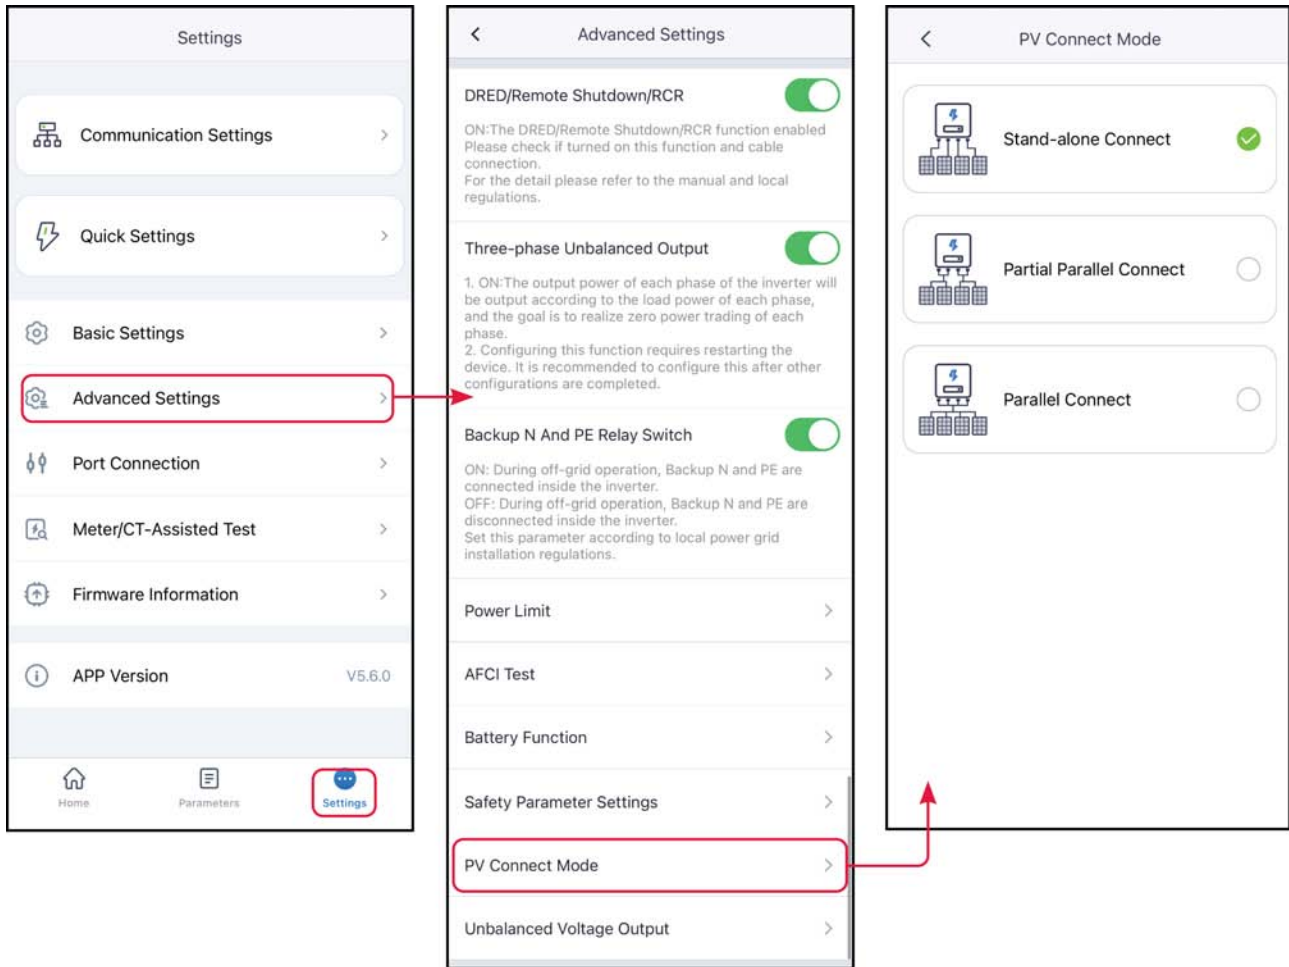 Settings
Communication Settings
Quick Settings
Basic Settings
Advanced Settings
Port Connection
Meter/CT-Assisted Test
Firmware Information
APP Version V5.6.0
Home Parameters Settings
Advanced Settings
DRED/Remote Shutdown/RCR
ON:The DRED/Remote Shutdown/RCR function enabled
Please check if turned on this function and cable
connection.
For the detail please refer to the manual and local
regulations.
Three-phase Unbalanced Output
1. ON:The output power of each phase of the inverter will
be output according to the load power of each phase,
and the goal is to realize zero power trading of each
phase.
2. Configuring this function requires restarting the
device. It is recommended to configure this after other
configurations are completed.
Backup N And PE Relay Switch
ON: During off-grid operation, Backup N and PE are
connected inside the inverter.
OFF: During off-grid operation, Backup N and PE are
disconnected inside the inverter.
Set this parameter according to local power grid
installation regulations.
Power Limit
AFCI Test
Battery Function
Safety Parameter Settings
PV Connect Mode
Unbalanced Voltage Output
PV Connect Mode
Stand-alone Connect
Partial Parallel Connect
Parallel Connect